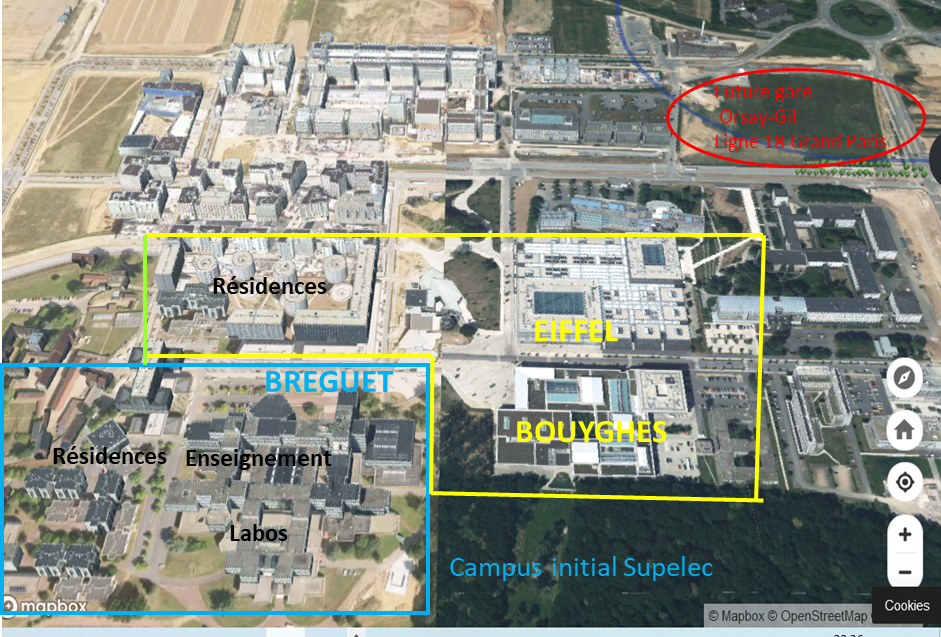 Future gare
Orsay-Gif
Ligne 18 Grand Paris
Résidences
EIFFEL
BREGUET
BOUYGHES
Résidences
Enseignement
Labos
Campus initial Supelec
mapbox
© Mapbox © OpenStreetMap
Cookies